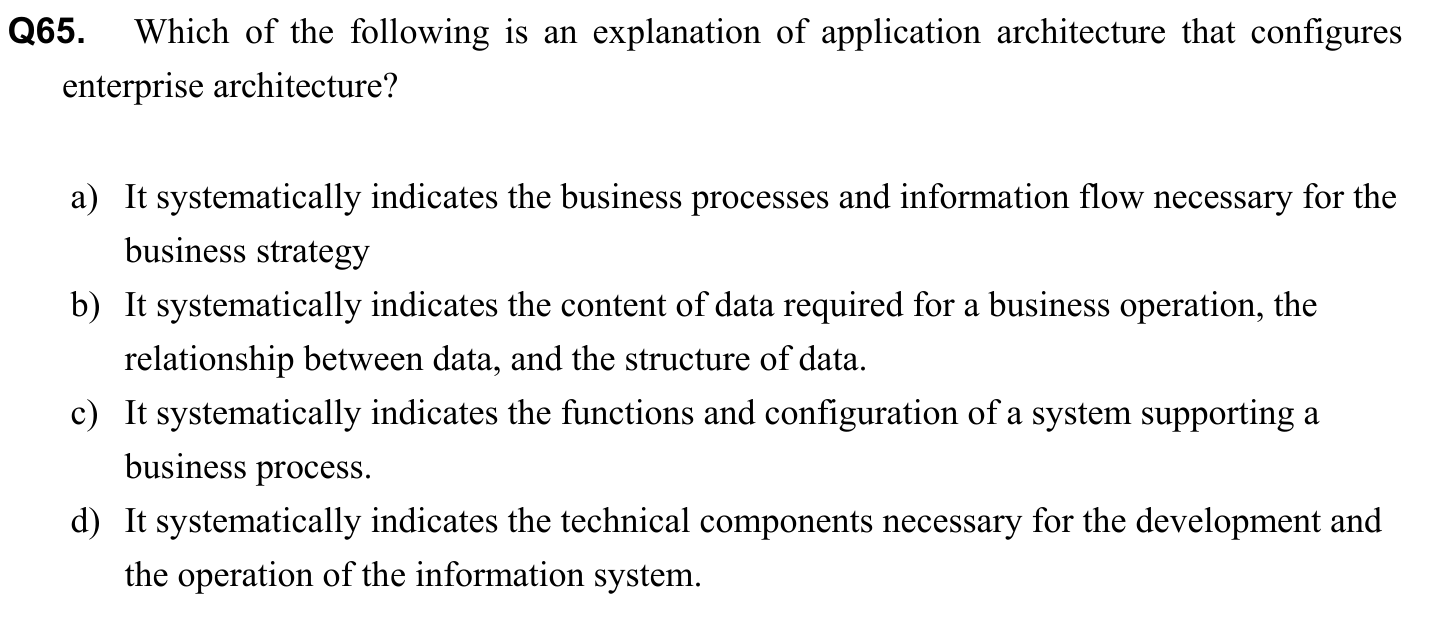 Q65. Which of the following is an explanation of application architecture that configures
enterprise architecture?
a) It systematically indicates the business processes and information flow necessary for the
business strategy
b) It systematically indicates the content of data required for a business operation, the
relationship between data, and the structure of data.
c) It systematically indicates the functions and configuration of a system supporting a
business process.
d) It systematically indicates the technical components necessary for the development and
the operation of the information system.